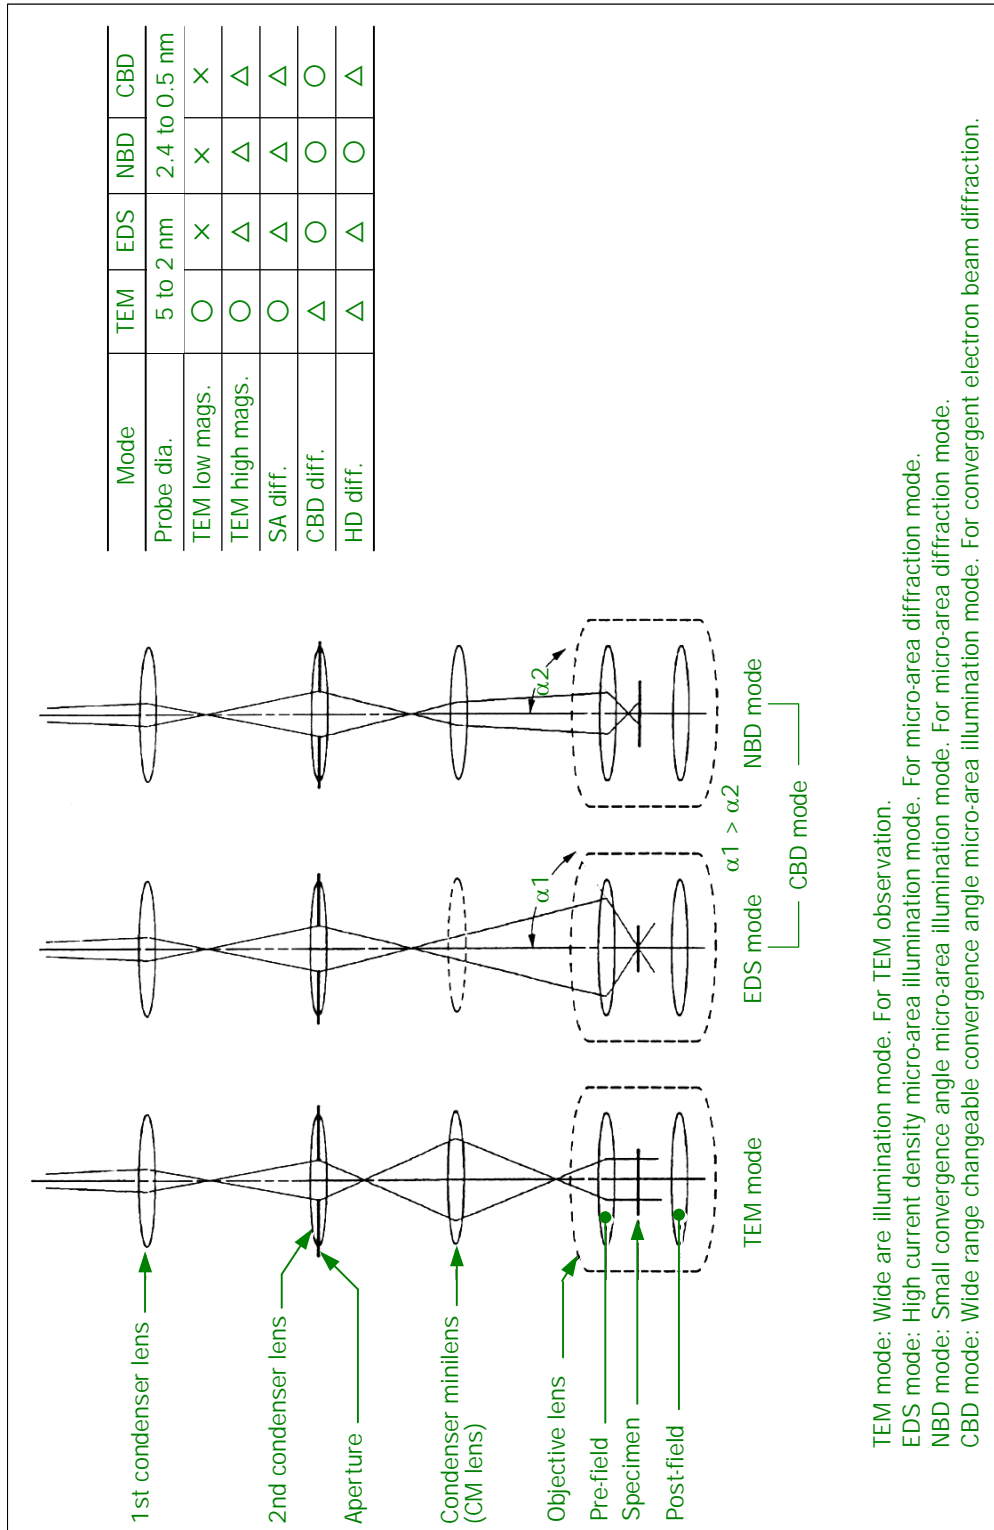 1st condenser lens
2nd condenser lens
Aperture
Condenser minilens
(CM lens)
Objective lens
Pre-field
Specimen
Post-field
TEM mode
EDS mode
NBD mode
α1
α2
α1 > α2
CBD mode
Mode TEM EDS NBD CBD
Probe dia. 5 to 2 nm 2.4 to 0.5 nm
TEM low mags. ○ × × ×
TEM high mags. ○ △ △ △
SA diff. ○ △ △ △
CBD diff. △ ○ ○ ○
HD diff. △ △ ○ △
TEM mode: Wide are illumination mode. For TEM observation.
EDS mode: High current density micro-area illumination mode. For micro-area diffraction mode.
NBD mode: Small convergence angle micro-area illumination mode. For micro-area diffraction mode.
CBD mode: Wide range changeable convergence angle micro-area illumination mode. For convergent electron beam diffraction.